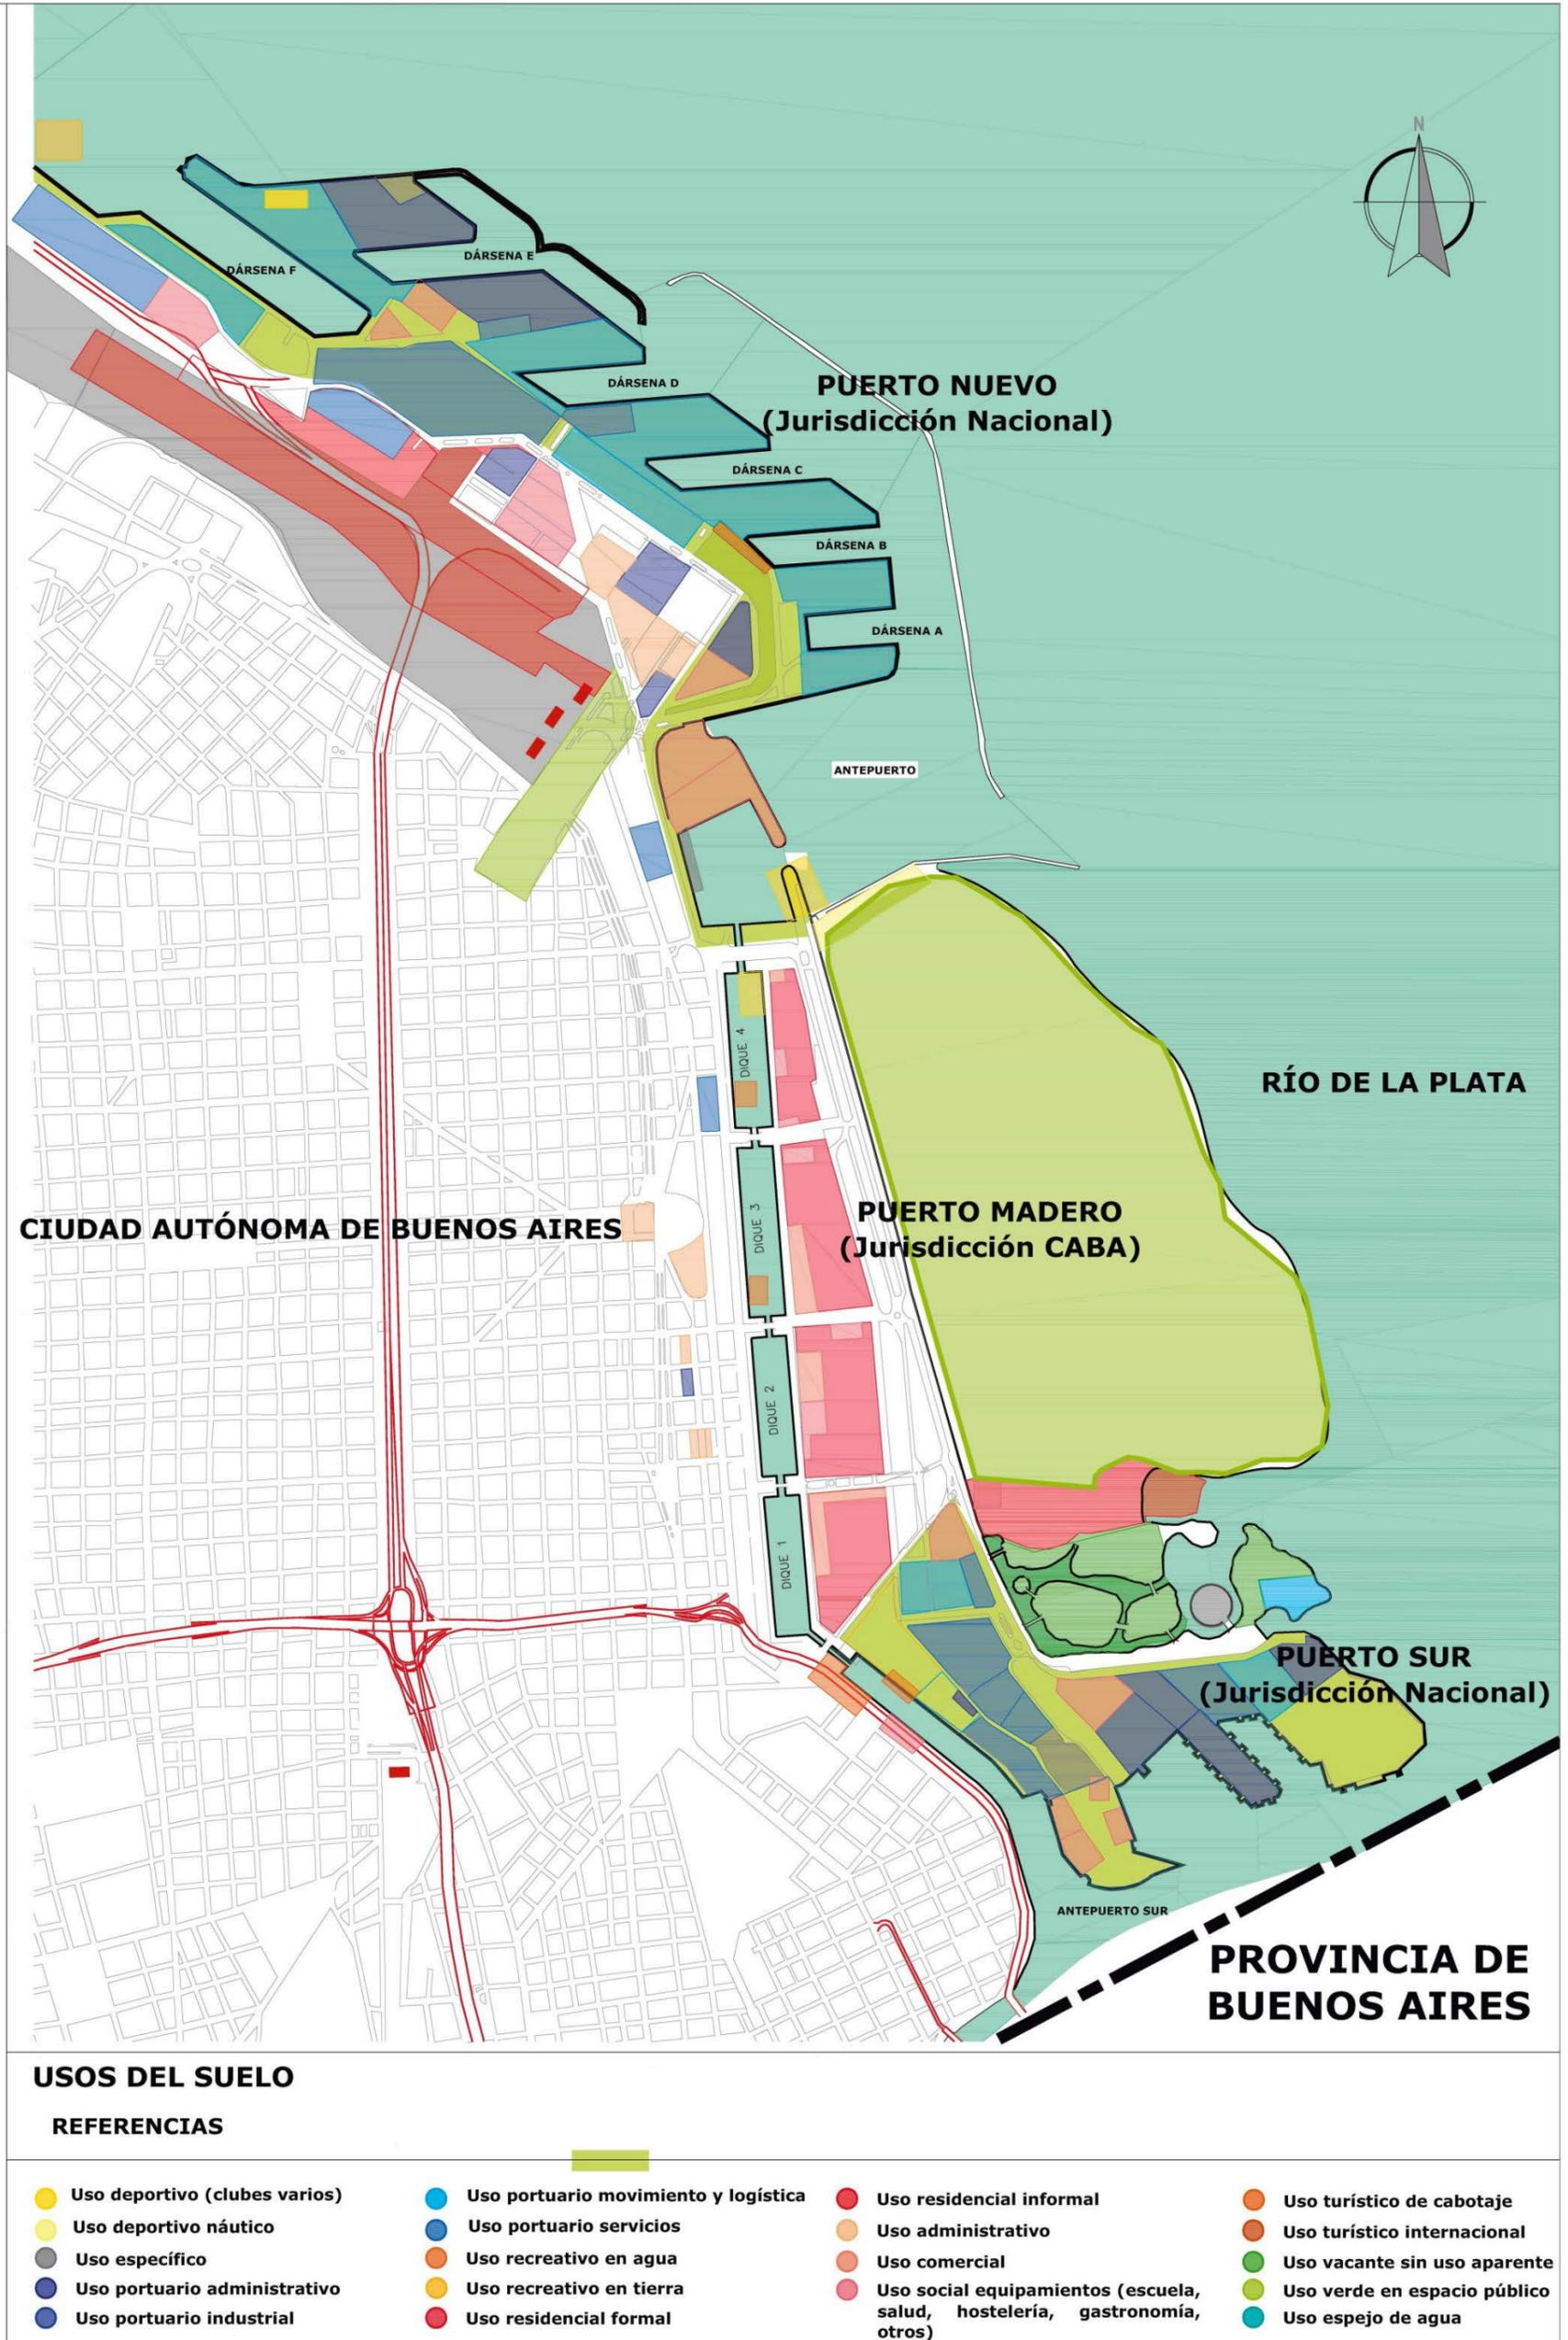 N
DÁRSENA F
DÁRSENA E
DÁRSENA D
PUERTO NUEVO
(Jurisdicción Nacional)
DÁRSENA C
DÁRSENA B
DÁRSENA A
ANTEPUERTO
DIQUE 4
RÍO DE LA PLATA
CIUDAD AUTÓNOMA DE BUENOS AIRES
DIQUE 3
PUERTO MADERO
(Jurisdicción CABA)
DIQUE 2
DIQUE 1
PUERTO SUR
(Jurisdicción Nacional)
ANTEPUERTO SUR
PROVINCIA DE
BUENOS AIRES
USOS DEL SUELO
REFERENCIAS
Uso deportivo (clubes varios)
Uso deportivo náutico
Uso específico
Uso portuario administrativo
Uso portuario industrial
Uso portuario movimiento y logística
Uso portuario servicios
Uso recreativo en agua
Uso recreativo en tierra
Uso residencial formal
Uso residencial informal
Uso administrativo
Uso comercial
Uso social equipamientos (escuela,
salud, hostelería, gastronomía,
otros)
Uso turístico de cabotaje
Uso turístico internacional
Uso vacante sin uso aparente
Uso verde en espacio público
Uso espejo de agua